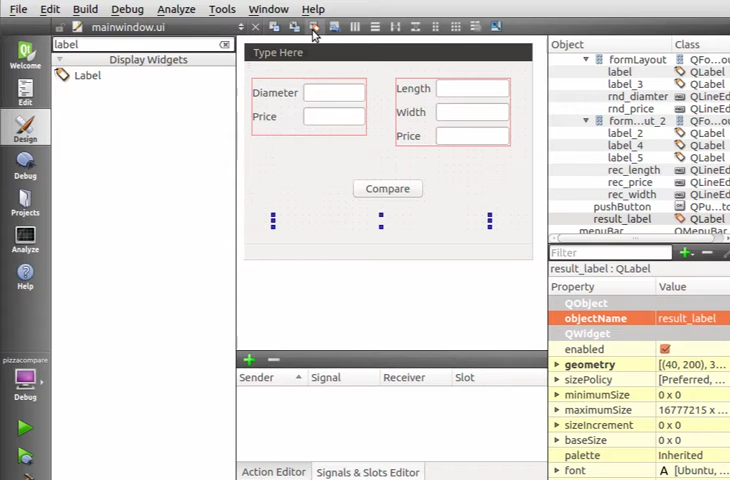 File Edit Build Debug Analyze Tools Window Help
mainwindow.ui
label
Display Widgets
Label
Welcome
Edit
Design
Debug
Projects
Analyze
Help
pizzacompare
Debug
Type Here
Diameter
Price
Length
Width
Price
Compare
Sender Signal Receiver Slot
Action Editor Signals & Slots Editor
Object Class
formLayout QFo...ou
label QLabel
label_3 QLabel
rnd_diamter QLineEd
rnd_price QLineEd
form...ut_2 QFo...ou
label_2 QLabel
label_4 QLabel
label_5 QLabel
rec_length QLineEd
rec_price QLineEd
rec_width QLineEd
pushButton QPu...to
result_label QLabel
menuBar QMenuBar
Filter
result_label : QLabel
Property Value
QObject
objectName result_label
QWidget
enabled
geometry [(40, 200), 3...
sizePolicy [Preferred, ...
minimumSize 0 x 0
maximumSize 16777215 x ...
sizeIncrement 0 x 0
baseSize 0 x 0
palette Inherited
font A [Ubuntu, ...